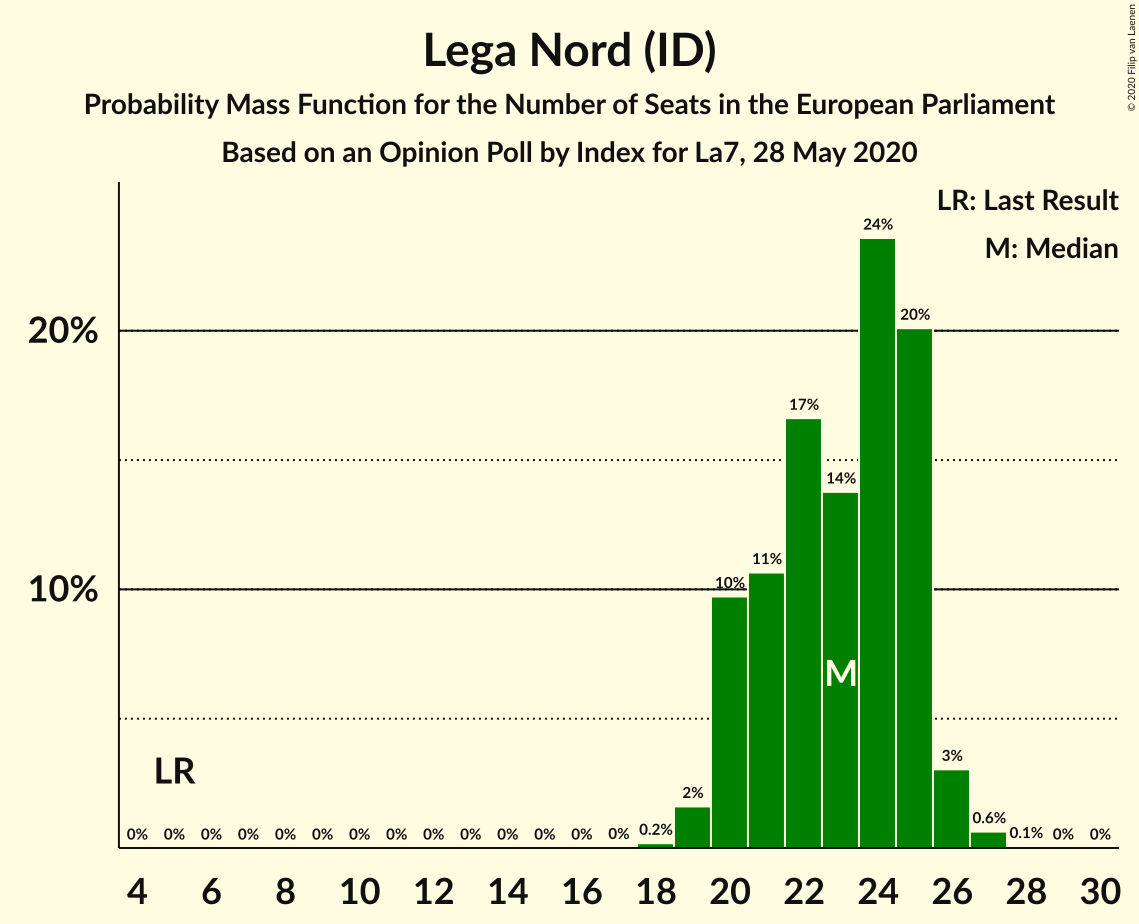 Lega Nord (ID)
Probability Mass Function for the Number of Seats in the European Parliament
Based on an Opinion Poll by Index for La7, 28 May 2020
© 2020 Filip van Laenen
LR: Last Result
M: Median
20%
10%
LR
M
0% 0% 0% 0% 0% 0% 0% 0% 0% 0% 0% 0% 0% 0% 0.2% 2% 10% 11% 17% 14% 24% 20% 3% 0.6% 0.1% 0% 0%
4 6 8 10 12 14 16 18 20 22 24 26 28 30